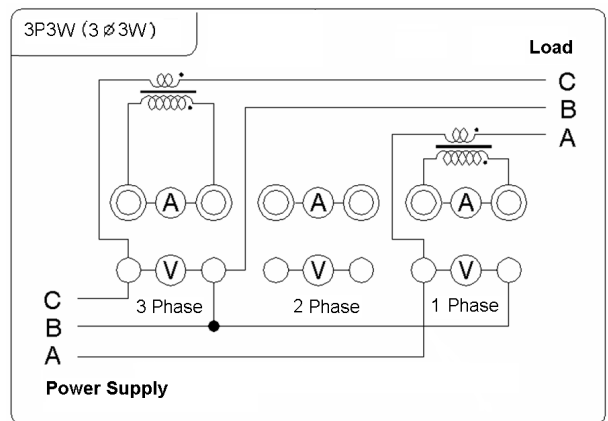 3P3W (3ø3W)
Load
C
B
A
A A A
V V V
3 Phase 2 Phase 1 Phase
C
B
A
Power Supply